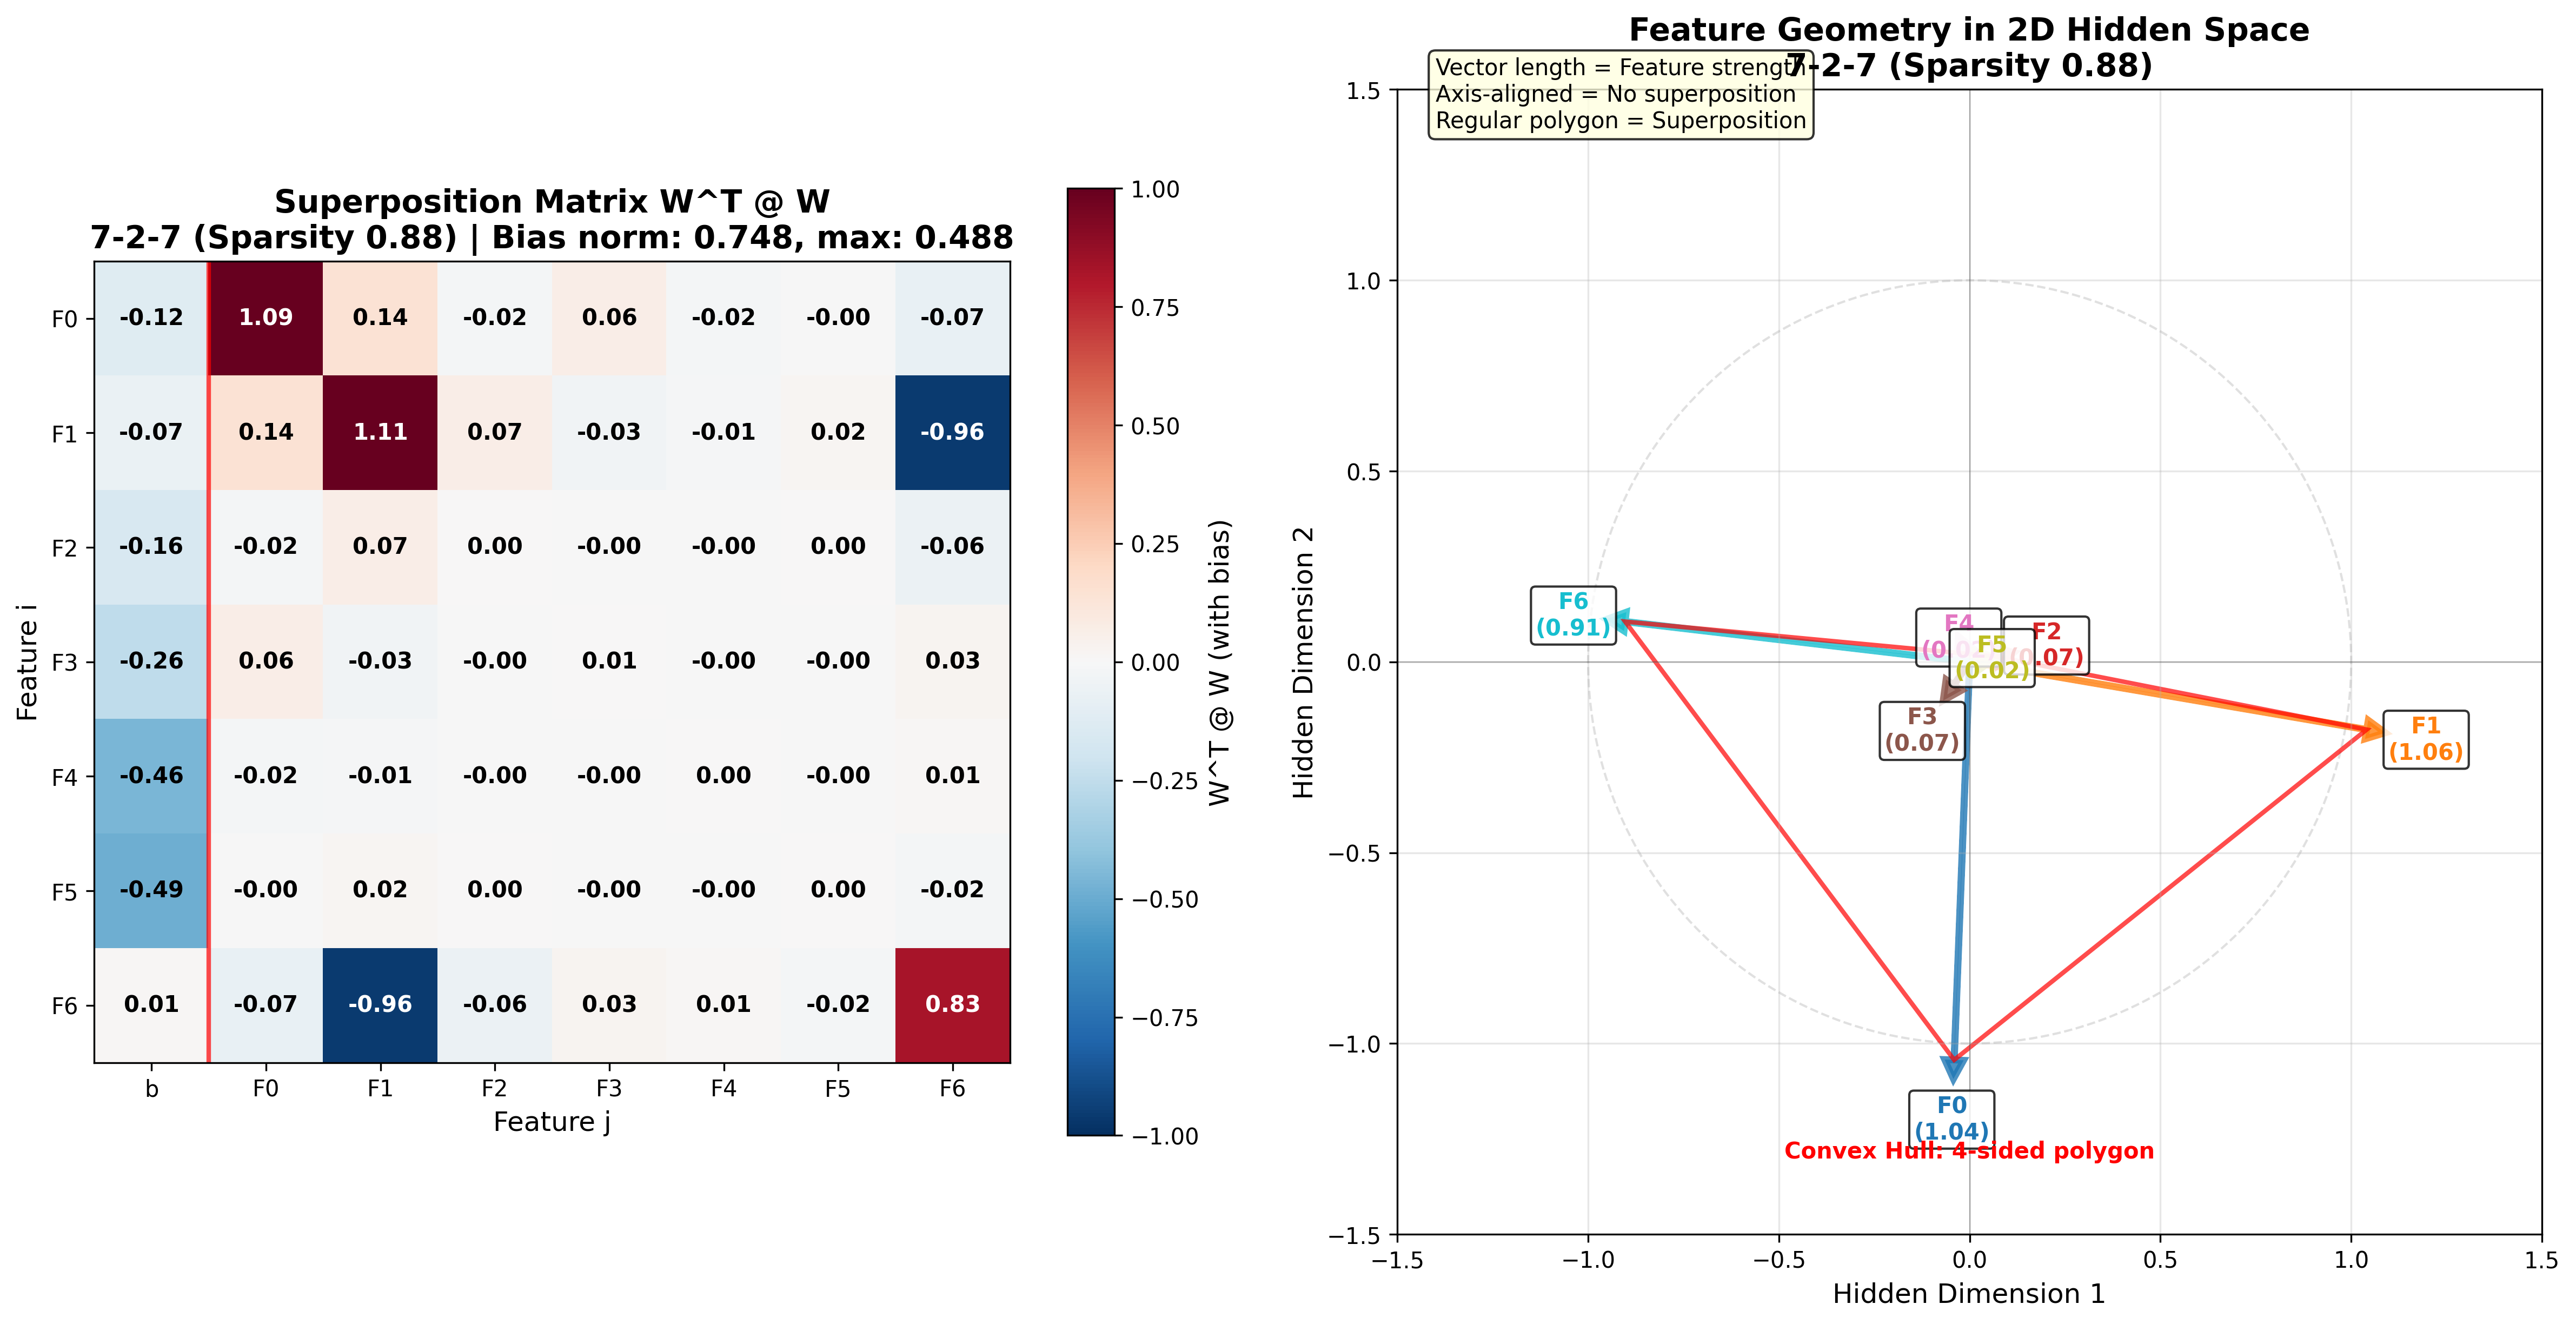 Superposition Matrix W^T @ W
7-2-7 (Sparsity 0.88) | Bias norm: 0.748, max: 0.488
F0 -0.12 1.09 0.14 -0.02 0.06 -0.02 -0.00 -0.07
F1 -0.07 0.14 1.11 0.07 -0.03 -0.01 0.02 -0.96
F2 -0.16 -0.02 0.07 0.00 -0.00 -0.00 0.00 -0.06
F3 -0.26 0.06 -0.03 -0.00 0.01 -0.00 -0.00 0.03
F4 -0.46 -0.02 -0.01 -0.00 -0.00 0.00 -0.00 0.01
F5 -0.49 -0.00 0.02 0.00 -0.00 -0.00 0.00 -0.02
F6 0.01 -0.07 -0.96 -0.06 0.03 0.01 -0.02 0.83
b F0 F1 F2 F3 F4 F5 F6
Feature j
Feature i
1.00
0.75
0.50
0.25
0.00
−0.25
−0.50
−0.75
−1.00
W^T @ W (with bias)
Feature Geometry in 2D Hidden Space
7-2-7 (Sparsity 0.88)
Vector length = Feature strength
Axis-aligned = No superposition
Regular polygon = Superposition
1.5
1.0
0.5
0.0
−0.5
−1.0
−1.5
Hidden Dimension 2
F6
(0.91)
F4
F5
(0.02)
F2
(0.07)
F3
(0.07)
F1
(1.06)
F0
(1.04)
Convex Hull: 4-sided polygon
−1.5 −1.0 −0.5 0.0 0.5 1.0 1.5
Hidden Dimension 1